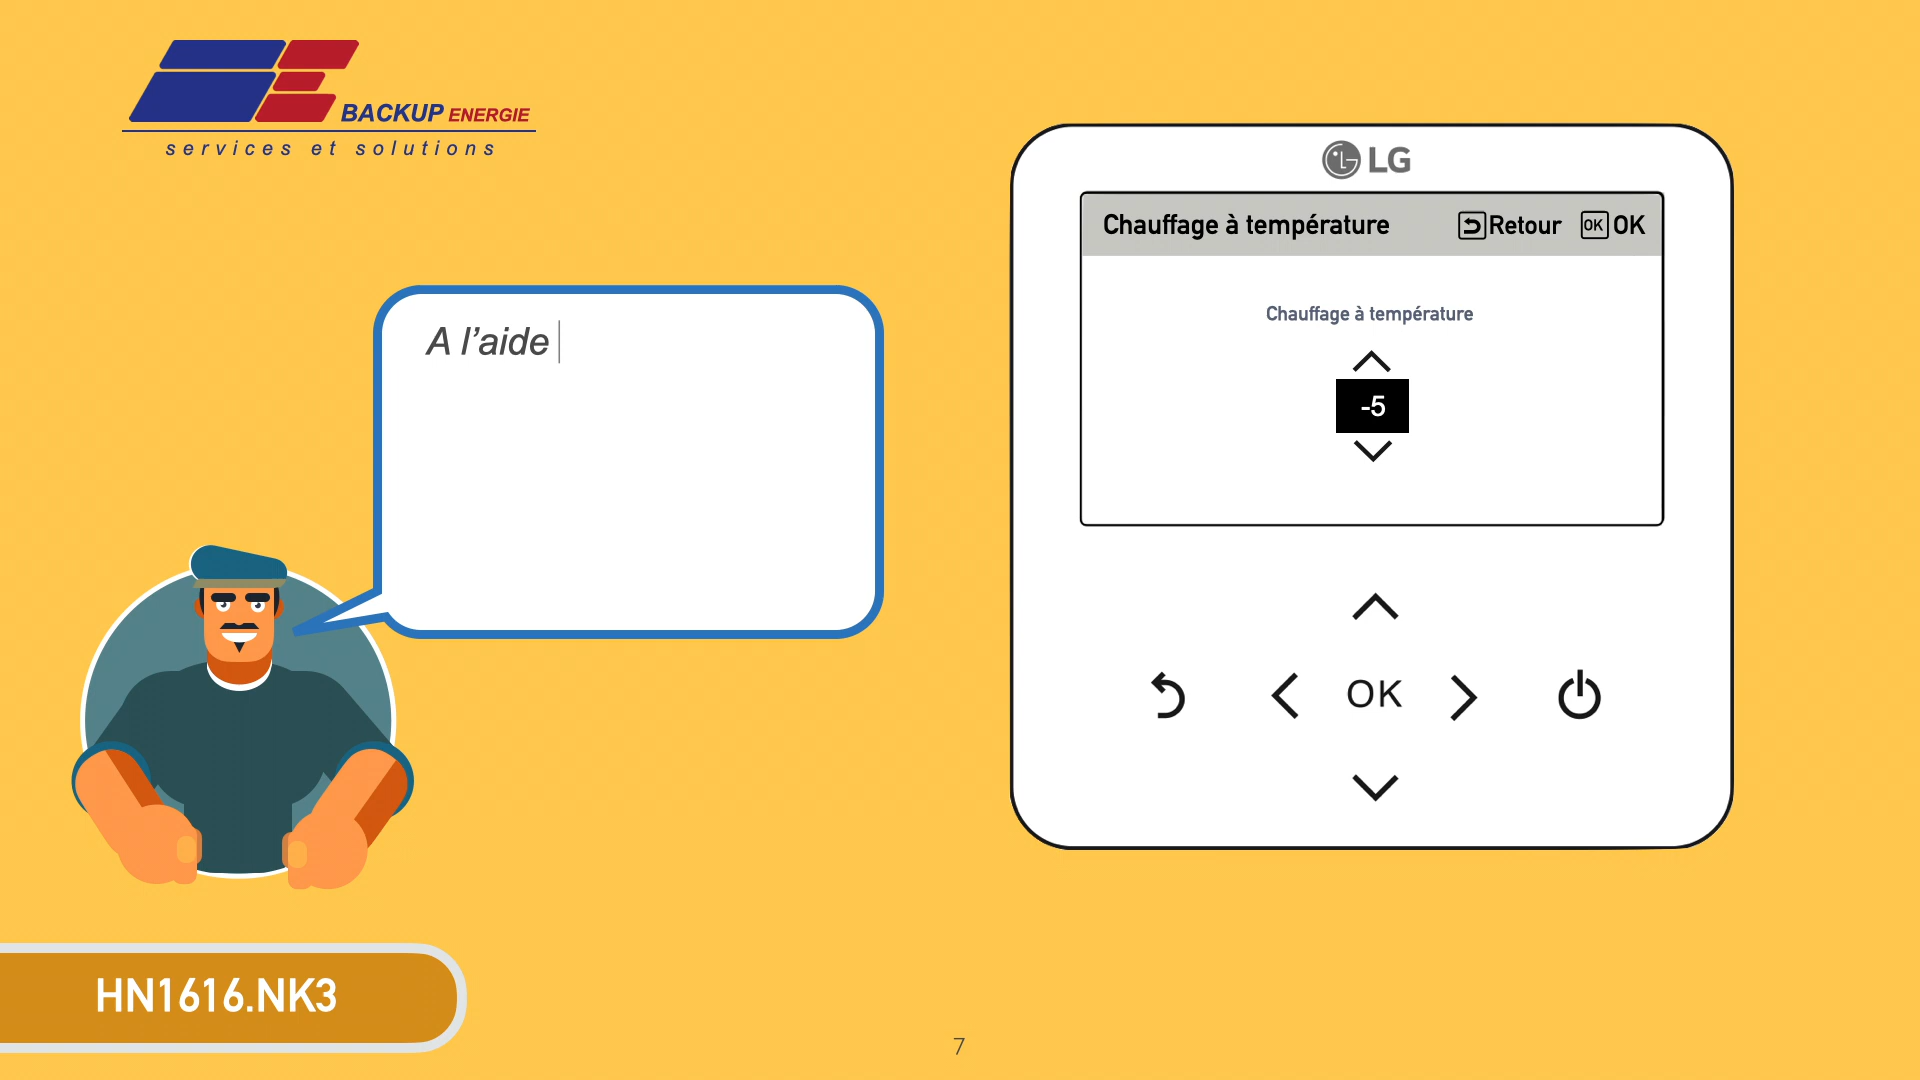 BACKUP ENERGIE
services et solutions
LG
Chauffage à température Retour OK OK
Chauffage à température
-5
A l’aide
OK
HN1616.NK3
7